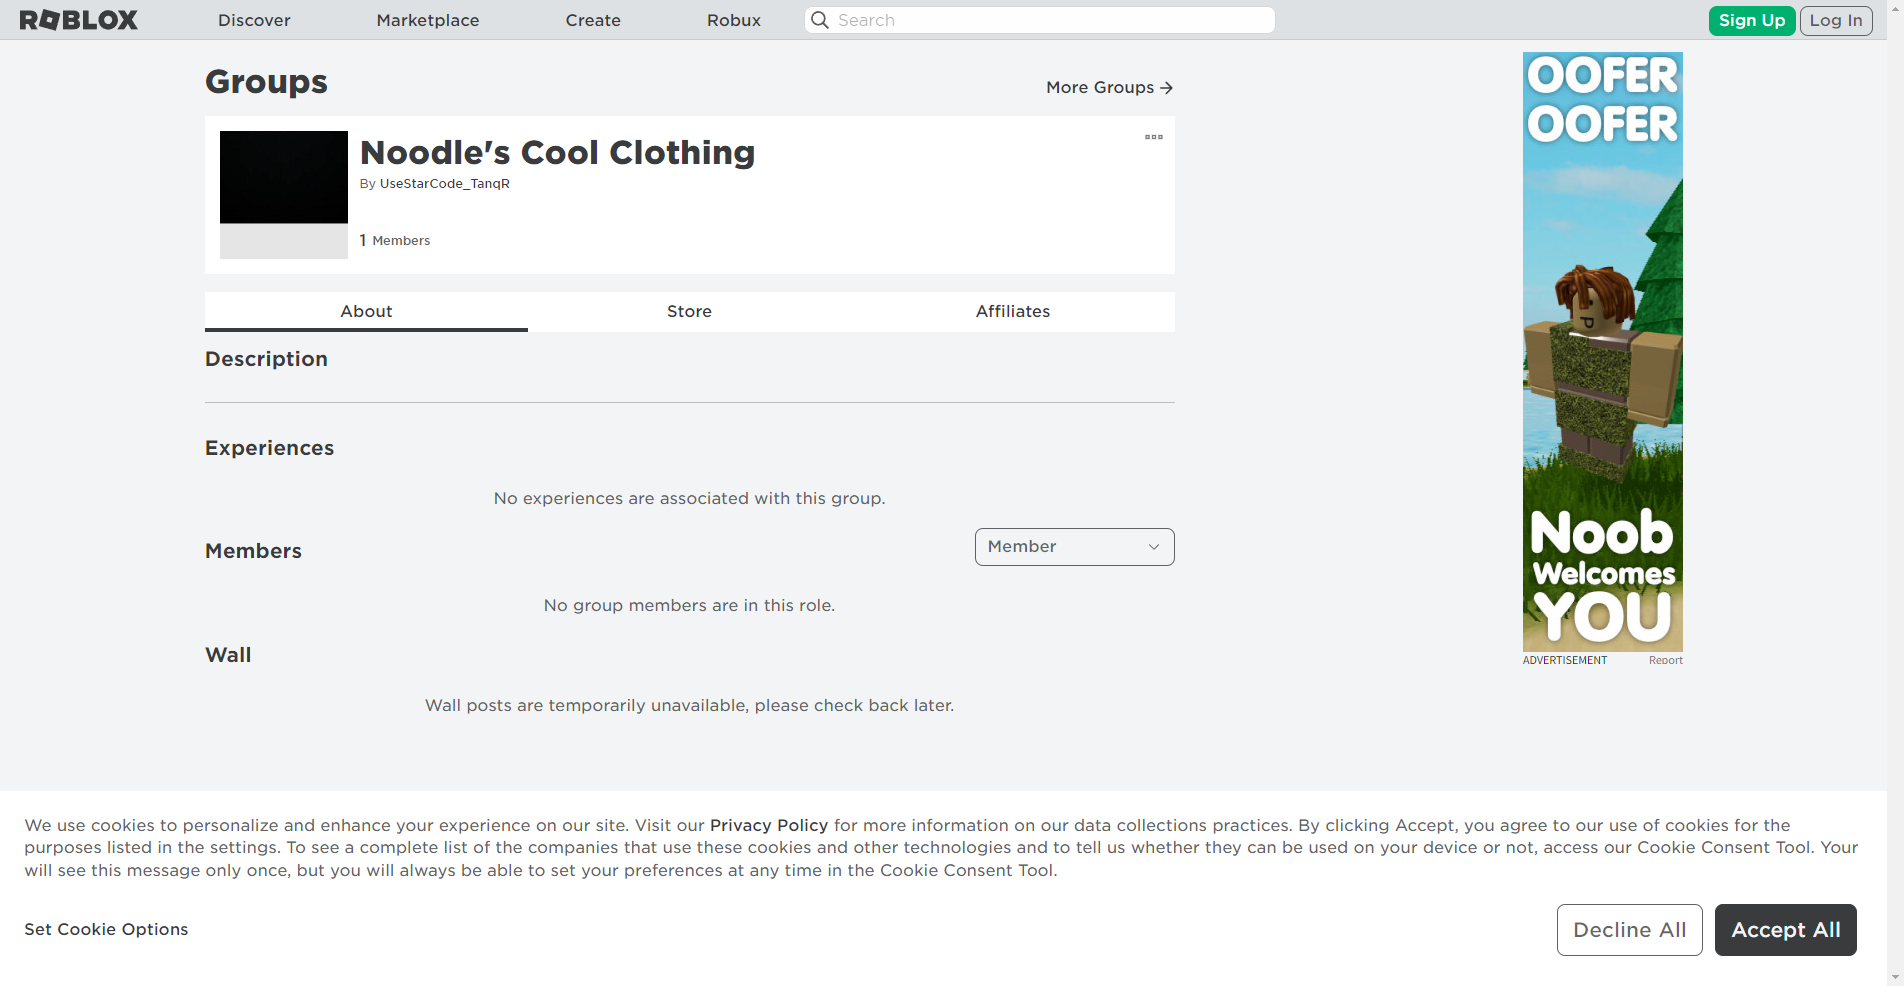 ROBLOX
Discover
Marketplace
Create
Robux
Search
Sign Up
Log In
Groups
More Groups
Noodle's Cool Clothing
By UseStarCode_TanqR
1 Members
About
Store
Affiliates
Description
Experiences
No experiences are associated with this group.
Members
Member
No group members are in this role.
Wall
Wall posts are temporarily unavailable, please check back later.
OOFER
OOFER
Noob
Welcomes
YOU
ADVERTISEMENT
Report
We use cookies to personalize and enhance your experience on our site. Visit our Privacy Policy for more information on our data collections practices. By clicking Accept, you agree to our use of cookies for the
purposes listed in the settings. To see a complete list of the companies that use these cookies and other technologies and to tell us whether they can be used on your device or not, access our Cookie Consent Tool. Your
will see this message only once, but you will always be able to set your preferences at any time in the Cookie Consent Tool.
Set Cookie Options
Decline All
Accept All